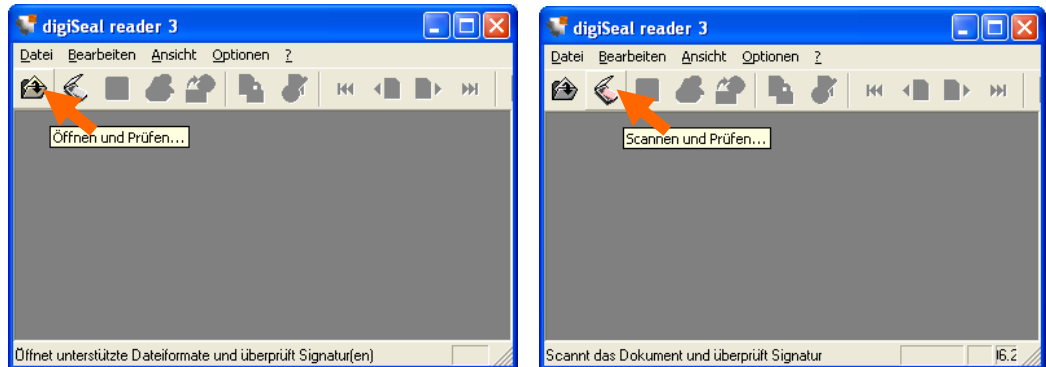 digiSeal reader 3
Datei Bearbeiten Ansicht Optionen ?
Öffnen und Prüfen...
Öffnet unterstützte Dateiformate und überprüft Signatur(en)
digiSeal reader 3
Datei Bearbeiten Ansicht Optionen ?
Scannen und Prüfen...
Scannt das Dokument und überprüft Signatur